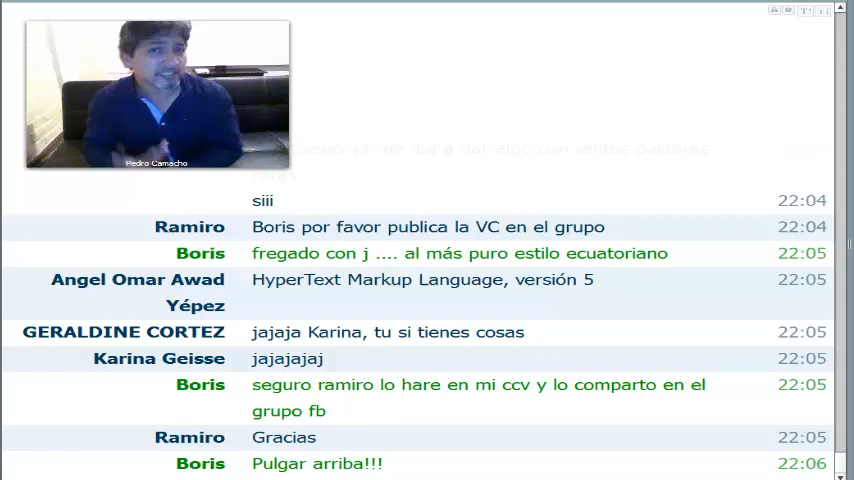 Pedro Camacho
siii 22:04
Ramiro Boris por favor publica la VC en el grupo 22:04
Boris fregado con j .... al más puro estilo ecuatoriano 22:05
Angel Omar Awad HyperText Markup Language, versión 5 22:05
Yépez
GERALDINE CORTEZ jajaja Karina, tu si tienes cosas 22:05
Karina Geisse jajajajaj 22:05
Boris seguro ramiro lo hare en mi ccv y lo comparto en el 22:05
grupo fb
Ramiro Gracias 22:05
Boris Pulgar arriba!!! 22:06